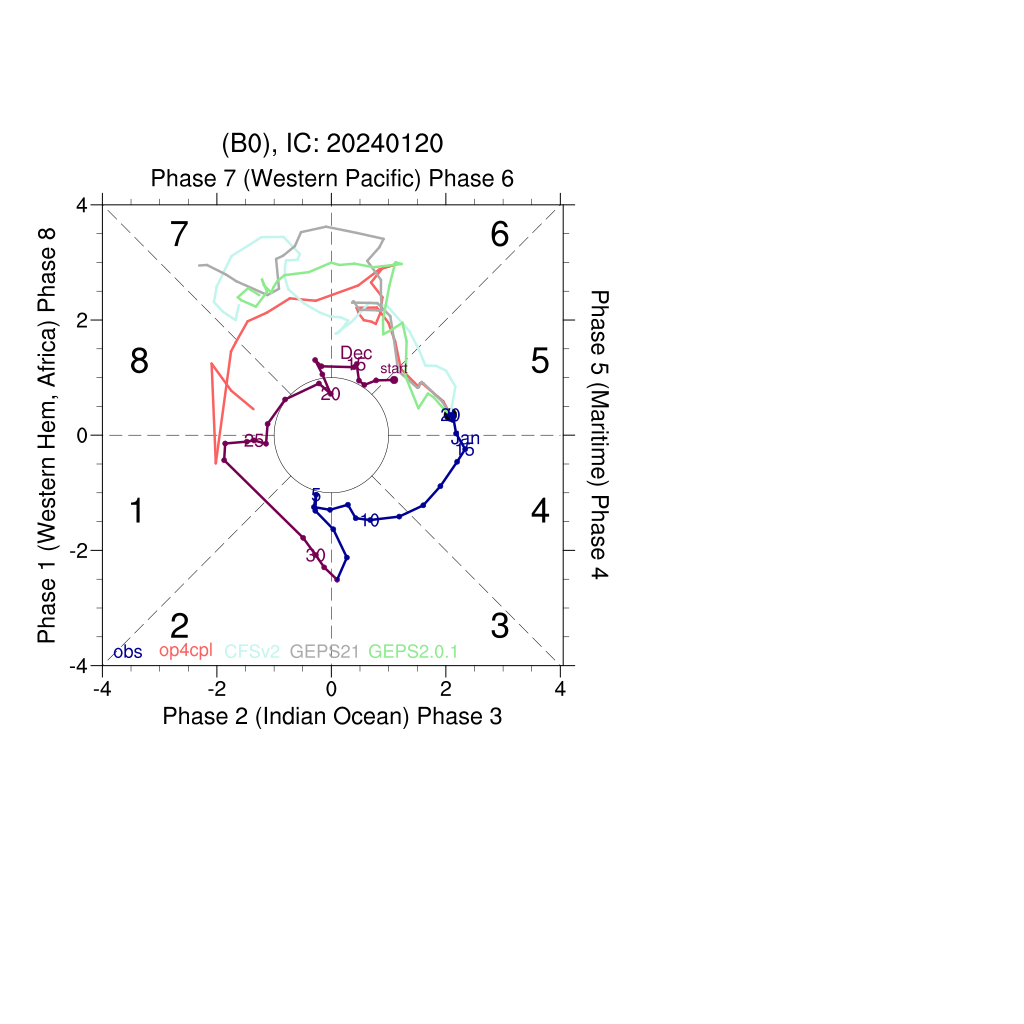 (B0), IC: 20240120
Phase 7 (Western Pacific) Phase 6
4
7
6
Phase 1 (Western Hem, Africa) Phase 8
Phase 5 (Maritime) Phase 4
2
Dec
15
start
8
5
20
20
0
25
Jan
15
5
1
10
4
-2
30
2
3
obs op4cpl CFSv2 GEPS21 GEPS2.0.1
-4
-4 -2 0 2 4
Phase 2 (Indian Ocean) Phase 3